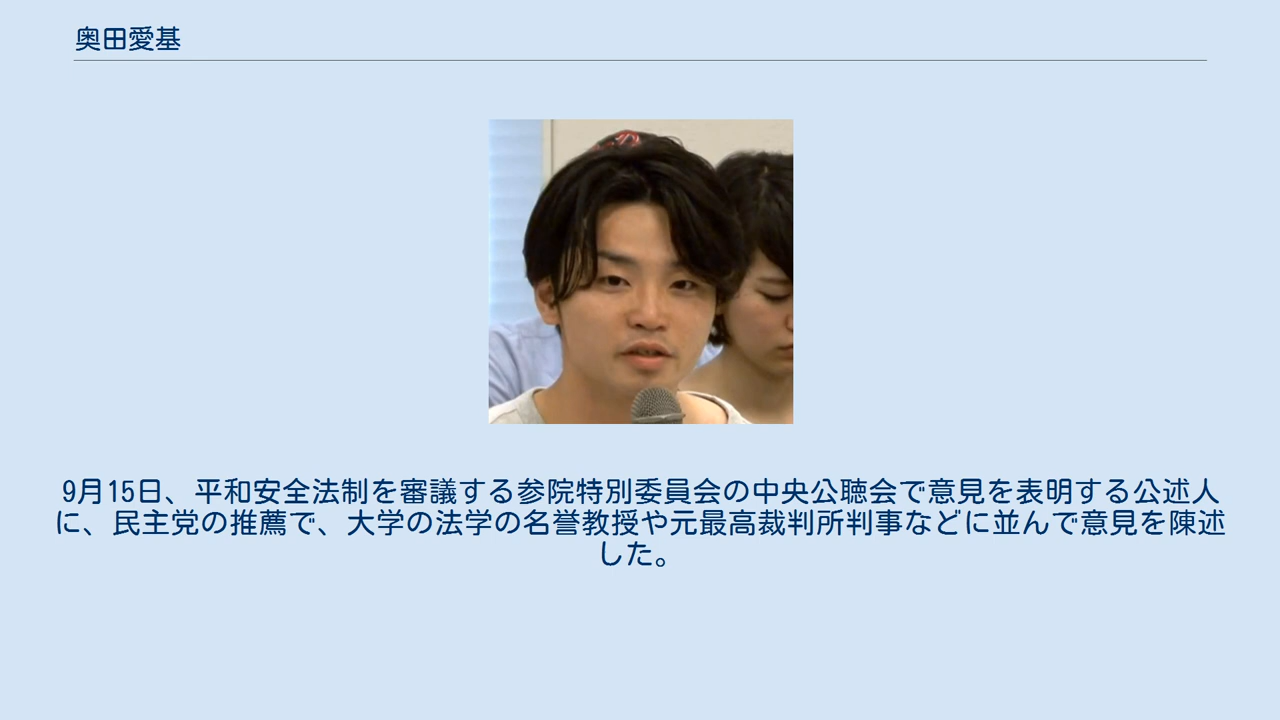 奥田愛基
9月15日、平和安全法制を審議する参院特別委員会の中央公聴会で意見を表明する公述人
に、民主党の推薦で、大学の法学の名誉教授や元最高裁判所判事などに並んで意見を陳述
した。